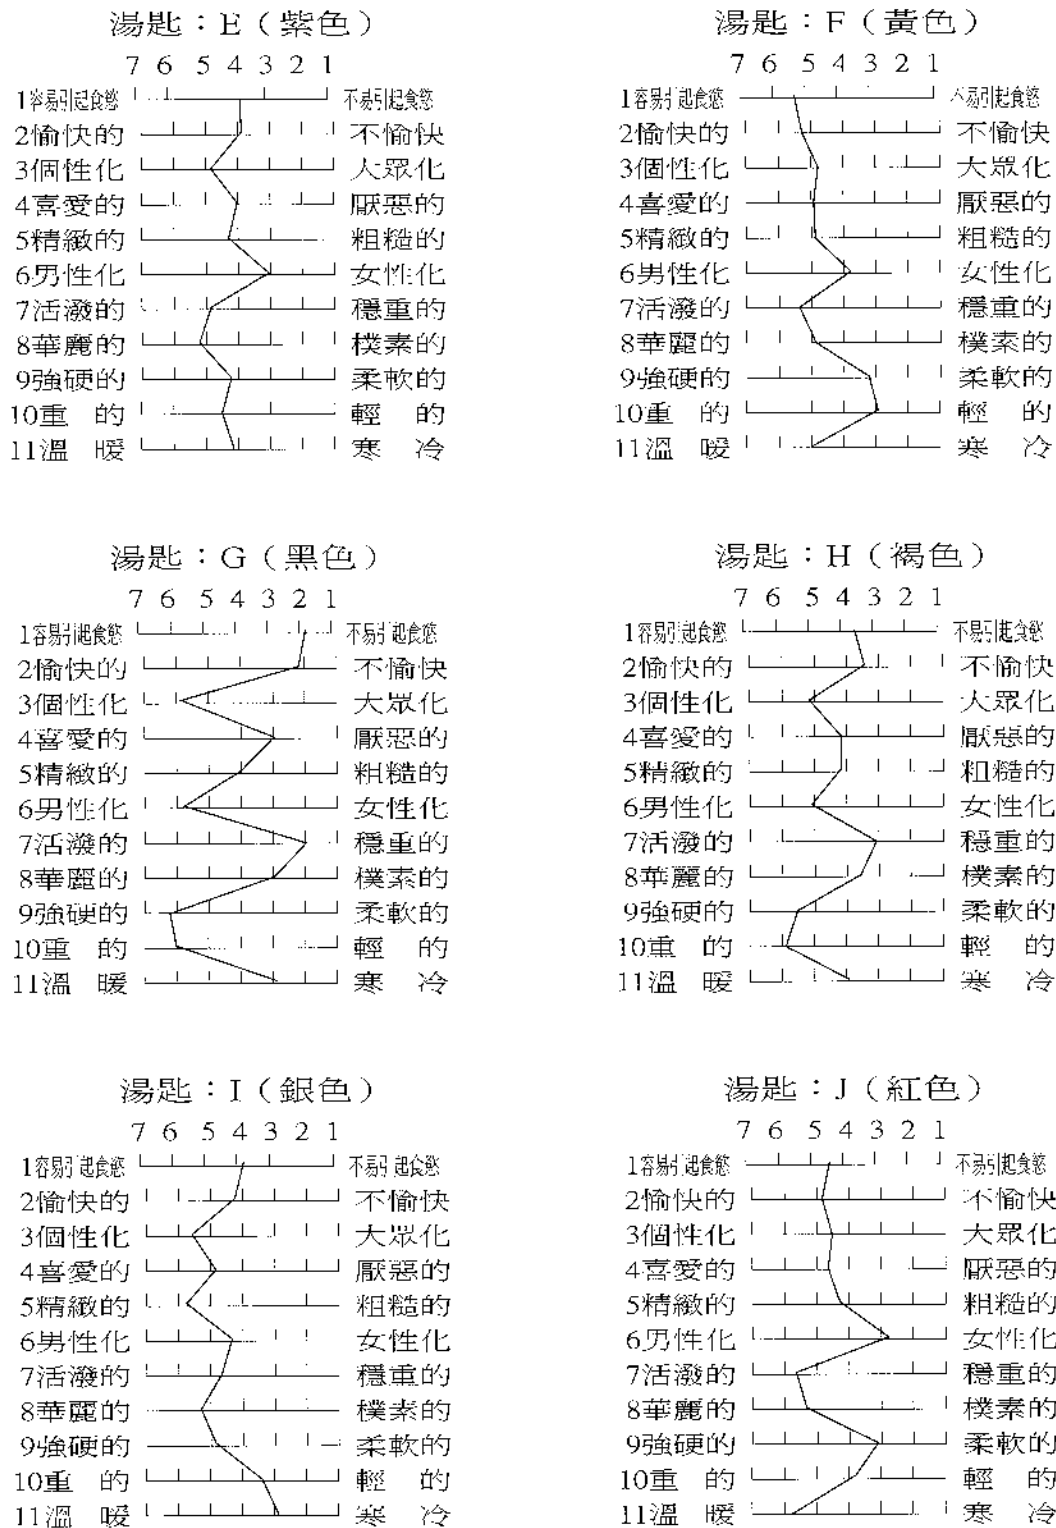 湯匙：E（紫色）
7 6 5 4 3 2 1
1容易引起食慾 不易引起食慾
2愉快的 不愉快
3個性化 大眾化
4喜愛的 厭惡的
5精緻的 粗糙的
6男性化 女性化
7活潑的 穩重的
8華麗的 樸素的
9強硬的 柔軟的
10重 的 輕 的
11溫 暖 寒 冷
湯匙：F（黃色）
7 6 5 4 3 2 1
1容易引起食慾 不易引起食慾
2愉快的 不愉快
3個性化 大眾化
4喜愛的 厭惡的
5精緻的 粗糙的
6男性化 女性化
7活潑的 穩重的
8華麗的 樸素的
9強硬的 柔軟的
10重 的 輕 的
11溫 暖 寒 冷
湯匙：G（黑色）
7 6 5 4 3 2 1
1容易引起食慾 不易引起食慾
2愉快的 不愉快
3個性化 大眾化
4喜愛的 厭惡的
5精緻的 粗糙的
6男性化 女性化
7活潑的 穩重的
8華麗的 樸素的
9強硬的 柔軟的
10重 的 輕 的
11溫 暖 寒 冷
湯匙：H（褐色）
7 6 5 4 3 2 1
1容易引起食慾 不易引起食慾
2愉快的 不愉快
3個性化 大眾化
4喜愛的 厭惡的
5精緻的 粗糙的
6男性化 女性化
7活潑的 穩重的
8華麗的 樸素的
9強硬的 柔軟的
10重 的 輕 的
11溫 暖 寒 冷
湯匙：I（銀色）
7 6 5 4 3 2 1
1容易引起食慾 不易引起食慾
2愉快的 不愉快
3個性化 大眾化
4喜愛的 厭惡的
5精緻的 粗糙的
6男性化 女性化
7活潑的 穩重的
8華麗的 樸素的
9強硬的 柔軟的
10重 的 輕 的
11溫 暖 寒 冷
湯匙：J（紅色）
7 6 5 4 3 2 1
1容易引起食慾 不易引起食慾
2愉快的 不愉快
3個性化 大眾化
4喜愛的 厭惡的
5精緻的 粗糙的
6男性化 女性化
7活潑的 穩重的
8華麗的 樸素的
9強硬的 柔軟的
10重 的 輕 的
11溫 暖 寒 冷